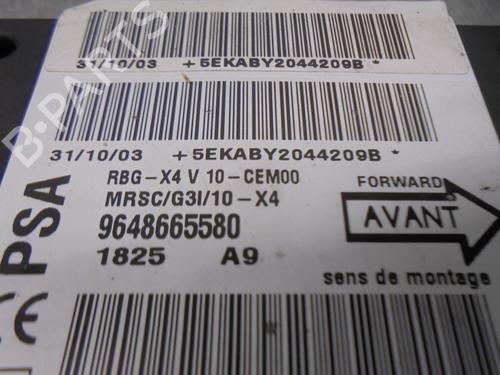 31/10/03 +5EKABY2044209B*
31/10/03 +5EKABY2044209B*
RBG-X4 V 10-CEM00
MRSC/G3I/10-X4
9648665580
1825 A9
FORWARD
AVANT
sens de montage
PSA
CE
B-PARTS